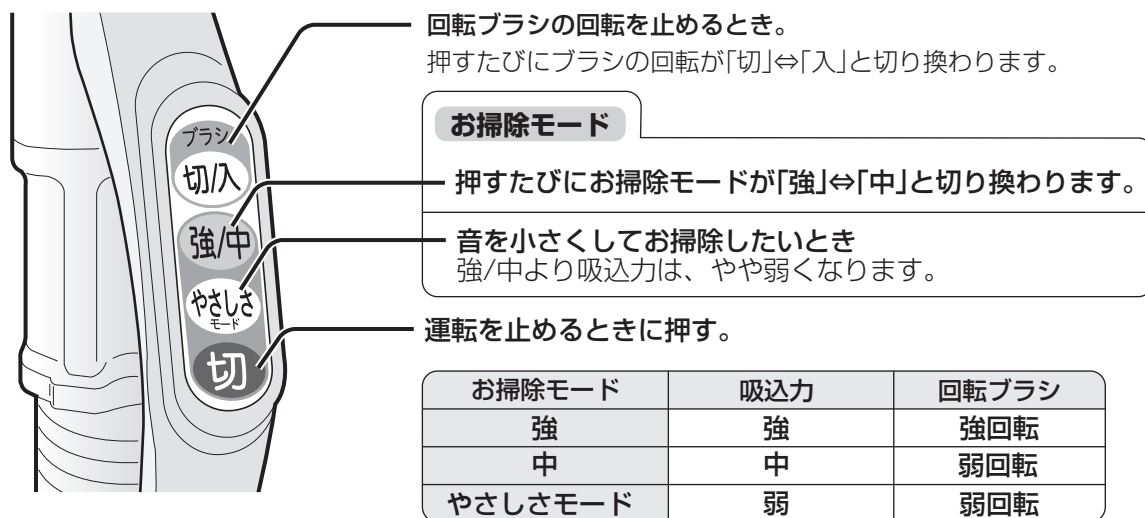 回転ブラシの回転を止めるとき。
押すたびにブラシの回転が「切」⇔「入」と切り換わります。
お掃除モード
押すたびにお掃除モードが「強」⇔「中」と切り換わります。
音を小さくしてお掃除したいとき
強/中より吸込力は、やや弱くなります。
運転を止めるときに押す。
ブラシ
切/入
強/中
やさしさ
モード
切
お掃除モード 吸込力 回転ブラシ
強 強 強回転
中 中 弱回転
やさしさモード 弱 弱回転